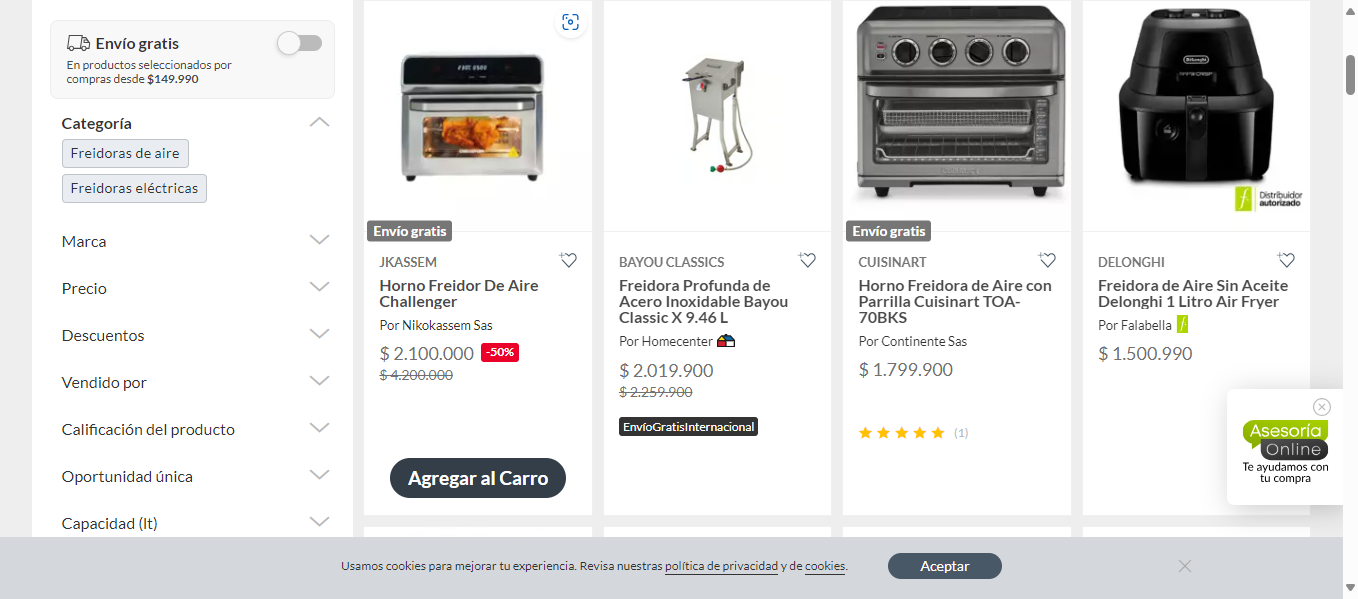 Envío gratis
En productos seleccionados por
compras desde $149.990
Categoría
Freidoras de aire
Freidoras eléctricas
Marca
Precio
Descuentos
Vendido por
Calificación del producto
Oportunidad única
Capacidad (lt)
Envío gratis
JKASSEM
Horno Freidor De Aire
Challenger
Por Nikokassem Sas
$ 2.100.000 -50%
$ 4.200.000
Agregar al Carro
BAYOU CLASSICS
Freidora Profunda de
Acero Inoxidable Bayou
Classic X 9.46 L
Por Homecenter
$ 2.019.900
$ 2.259.900
EnvíoGratisInternacional
Envío gratis
CUISINART
Horno Freidora de Aire con
Parrilla Cuisinart TOA-
70BKS
Por Continente Sas
$ 1.799.900
(1)
DeLonghi
f Distribuidor
autorizado
DELONGHI
Freidora de Aire Sin Aceite
Delonghi 1 Litro Air Fryer
Por Falabella f
$ 1.500.990
Asesoría
Online
Te ayudamos con
tu compra
Usamos cookies para mejorar tu experiencia. Revisa nuestras política de privacidad y de cookies.
Aceptar